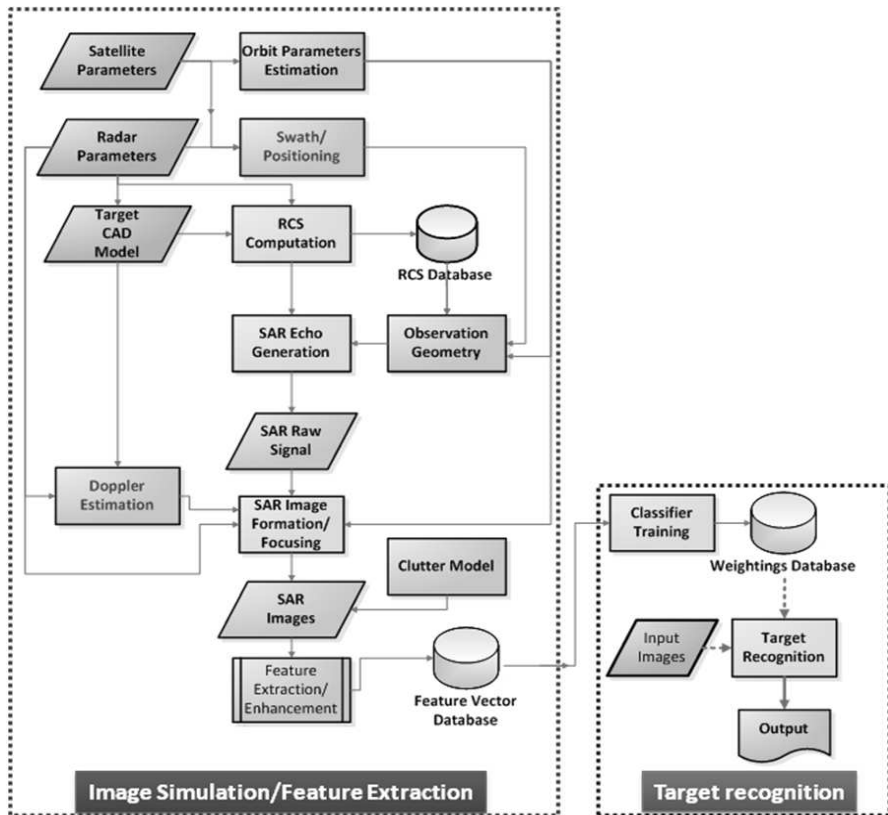 Satellite
Parameters
Orbit Parameters
Estimation
Radar
Parameters
Swath/
Positioning
Target
CAD
Model
RCS
Computation
RCS Database
SAR Echo
Generation
Observation
Geometry
SAR Raw
Signal
Doppler
Estimation
SAR Image
Formation/
Focusing
Clutter Model
SAR
Images
Feature
Extraction/
Enhancement
Feature Vector
Database
Image Simulation/Feature Extraction
Classifier
Training
Weightings Database
Input
Images
Target
Recognition
Output
Target recognition